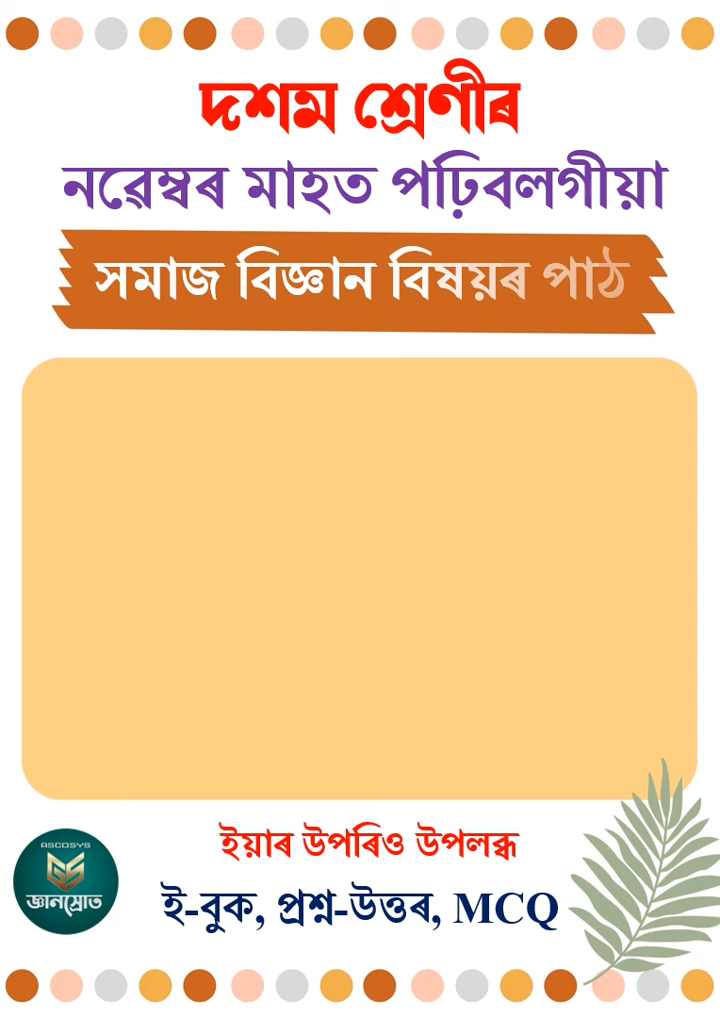 দশম শ্ৰেণীৰ
নৱেম্বৰ মাহত পঢ়িবলগীয়া
সমাজ বিজ্ঞান বিষয়ৰ পাঠ
ইয়াৰ উপৰিও উপলব্ধ
ASCOSYS
জ্ঞানস্ৰোত
ই-বুক, প্ৰশ্ন-উত্তৰ, MCQ